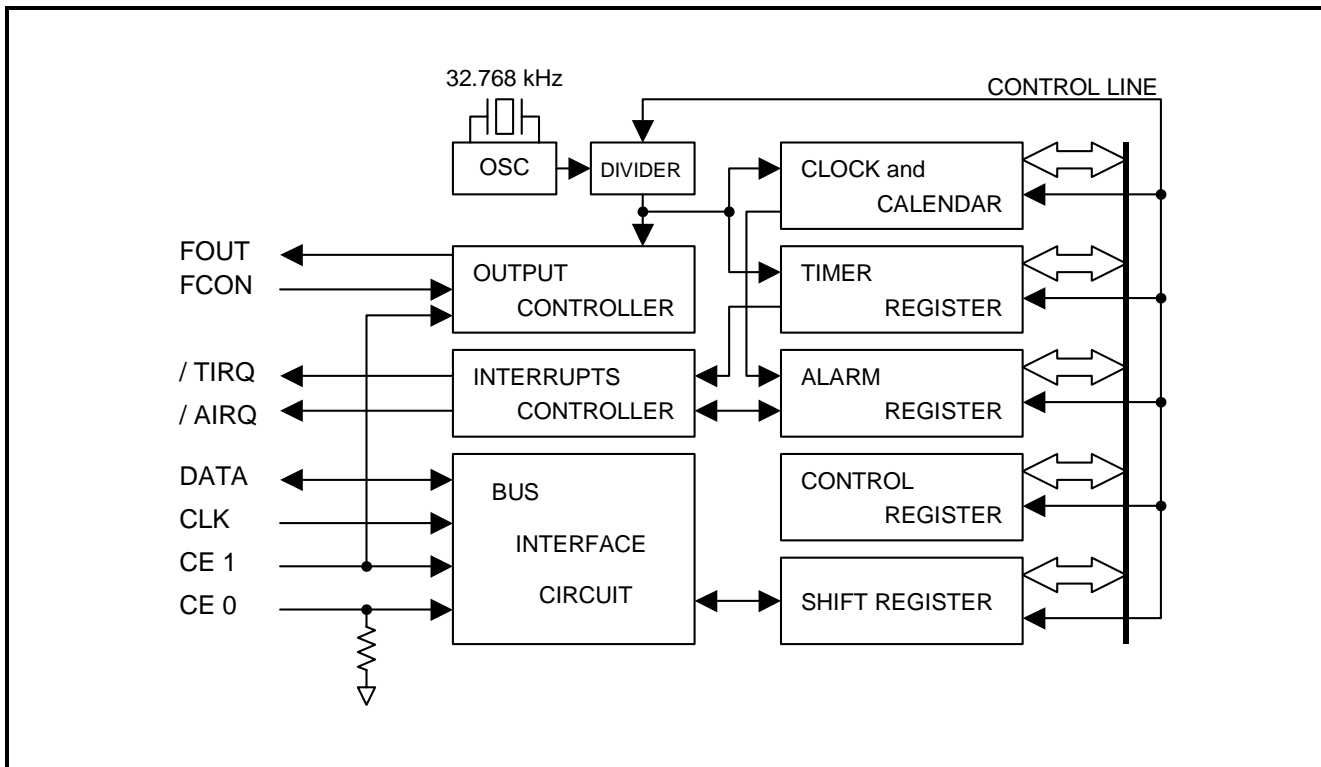 32.768 kHz
CONTROL LINE
OSC
DIVIDER
CLOCK and
CALENDAR
FOUT
FCON
OUTPUT
CONTROLLER
TIMER
REGISTER
/ TIRQ
/ AIRQ
INTERRUPTS
CONTROLLER
ALARM
REGISTER
DATA
CLK
CE 1
CE 0
BUS
INTERFACE
CIRCUIT
CONTROL
REGISTER
SHIFT REGISTER